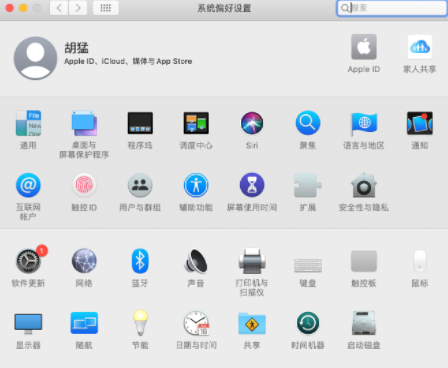 系统偏好设置
搜索
胡猛
Apple ID、iCloud、媒体与 App Store
Apple ID
家人共享
通用
桌面与
屏幕保护程序
程序坞
调度中心
Siri
聚焦
语言与地区
通知
互联网
帐户
触控 ID
用户与群组
辅助功能
屏幕使用时间
扩展
安全性与隐私
1
软件更新
网络
蓝牙
声音
打印机与
扫描仪
键盘
触控板
鼠标
显示器
随航
节能
日期与时间
共享
时间机器
启动磁盘